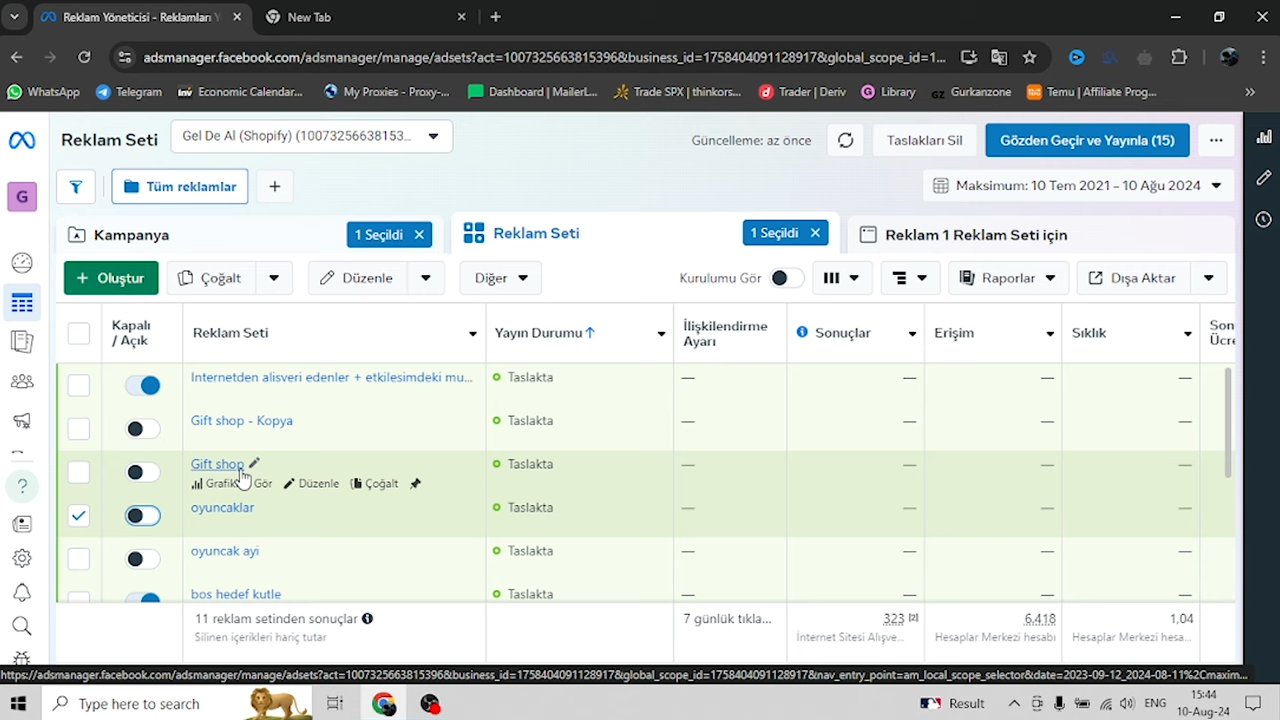 Reklam Yöneticisi - Reklamları Y
New Tab
adsmanager.facebook.com/adsmanager/manage/adsets?act=10073256638153968&business_id=1758404091128917&global_scope_id=1...
WhatsApp
Telegram
Economic Calendar...
My Proxies - Proxy-...
Dashboard | MailerL...
Trade SPX | thinkors...
Trader | Deriv
Library
GZ Gurkanzone
Temu | Affiliate Prog...
Reklam Seti
Gel De Al (Shopify) (10073256638153...
Güncelleme: az önce
Taslakları Sil
Gözden Geçir ve Yayınla (15)
G
Tüm reklamlar
Maksimum: 10 Tem 2021 – 10 Ağu 2024
Kampanya
1 Seçildi
Reklam Seti
1 Seçildi
Reklam 1 Reklam Seti için
+ Oluştur
Çoğalt
Düzenle
Diğer
Kurulumu Gör
Raporlar
Dışa Aktar
Kapalı / Açık
Reklam Seti
Yayın Durumu
İlişkilendirme Ayarı
Sonuçlar
Erişim
Sıklık
Son
Ücre
Internetden alisveri edenler + etkilesimdeki mu...
Taslakta
— — — —
Gift shop - Kopya
Taslakta
— — — —
Gift shop
Taslakta
— — — —
Grafik Gör
Düzenle
Çoğalt
oyuncaklar
Taslakta
— — — —
oyuncak ayi
Taslakta
— — — —
bos hedef kutle
Taslakta
— — — —
11 reklam setinden sonuçlar
7 günlük tıkla...
323 [2]
6.418
1,04
Silinen içerikleri hariç tutar
İnternet Sitesi Alışve...
Hesaplar Merkezi hesabı
Hesaplar Merkezi hesa...
https://adsmanager.facebook.com/adsmanager/manage/adsets?act=10073256638153968&business_id=1758404091128917&global_scope_id=1758404091128917&nav_entry_point=am_local_scope_selector&date=2023-09-12_2024-08-11%2Cmaxim...
Type here to search
Result
ENG
15:44
10-Aug-24